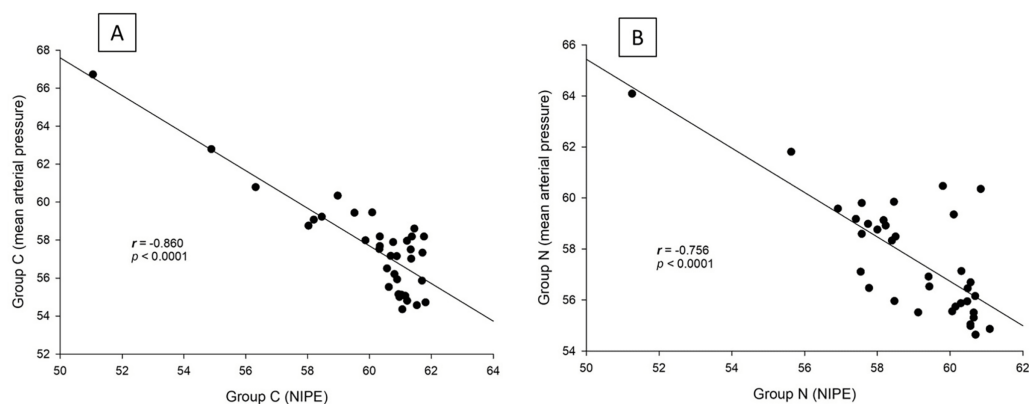 A
68
66
64
62
60
58
56
54
52
Group C (mean arterial pressure)
r = -0.860
p < 0.0001
50 52 54 56 58 60 62 64
Group C (NIPE)
B
66
64
62
60
58
56
54
Group N (mean arterial pressure)
r = -0.756
p < 0.0001
50 52 54 56 58 60 62
Group N (NIPE)